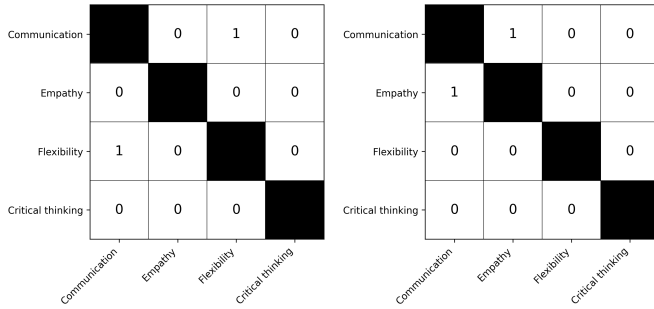 Communication 0 1 0
Empathy 0 0 0
Flexibility 1 0 0
Critical thinking 0 0 0
Communication Empathy Flexibility Critical thinking
Communication 1 0 0
Empathy 1 0 0
Flexibility 0 0 0
Critical thinking 0 0 0
Communication Empathy Flexibility Critical thinking